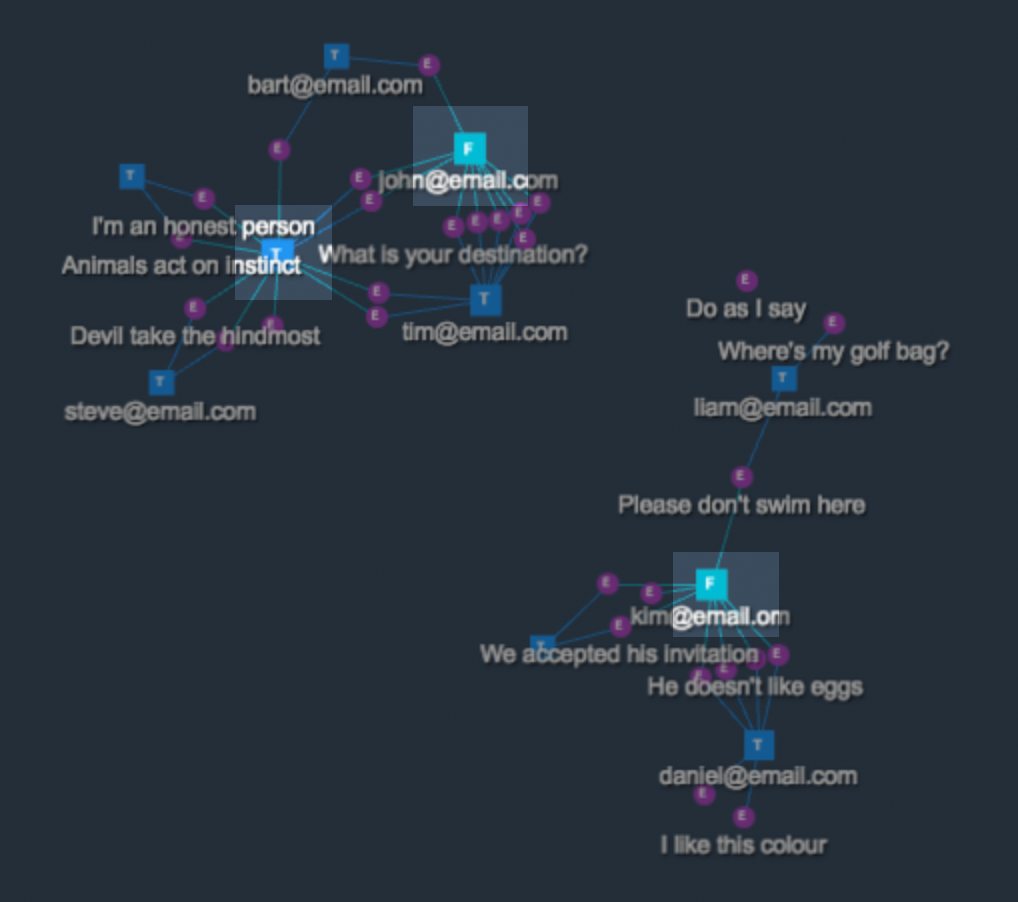 T
E
bart@email.com
E
F
T
E
john@email.com
E
E
E
E
E
E
E
E
I'm an honest person
E
E
T
What is your destination?
Animals act on instinct
E
Do as I say
E
T
E
E
E
tim@email.com
Devil take the hindmost
E
Where's my golf bag?
T
T
steve@email.com
liam@email.com
E
Please don't swim here
E
E
F
kim@email.om
E
T
We accepted his invitation
E
E
E
E
He doesn't like eggs
T
daniel@email.com
E
E
I like this colour